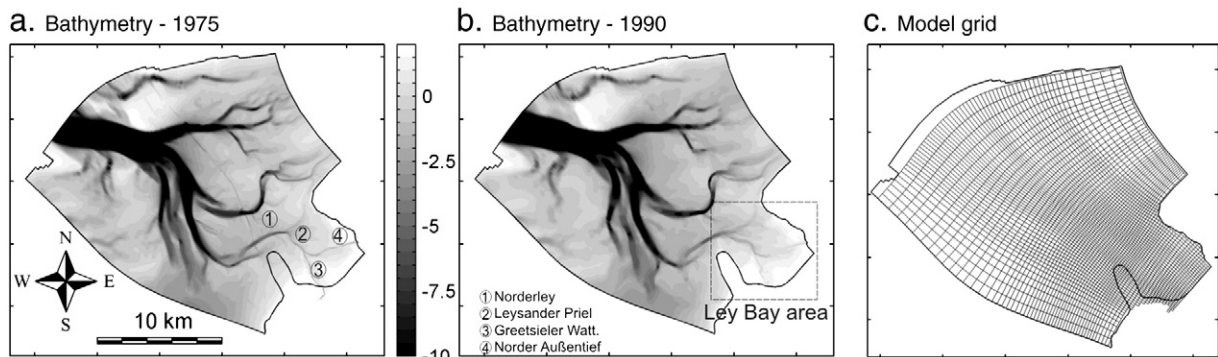 a. Bathymetry - 1975
0
-2.5
-5
-7.5
-10
1
2
3
4
N
W E
S
10 km
b. Bathymetry - 1990
① Norderley
② Leysander Priel
③ Greetsieler Watt.
④ Norder Außentief
Ley Bay area
c. Model grid